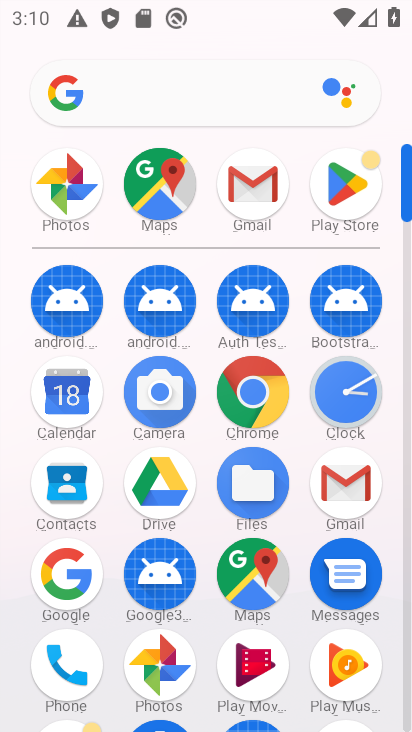 3:10
Photos Maps Gmail Play Store
android.... android.... Auth Tes... Bootstra...
18
Calendar Camera Chrome Clock
Contacts Drive Files Gmail
Google Google3... Maps Messages
Phone Photos Play Mov... Play Mus...